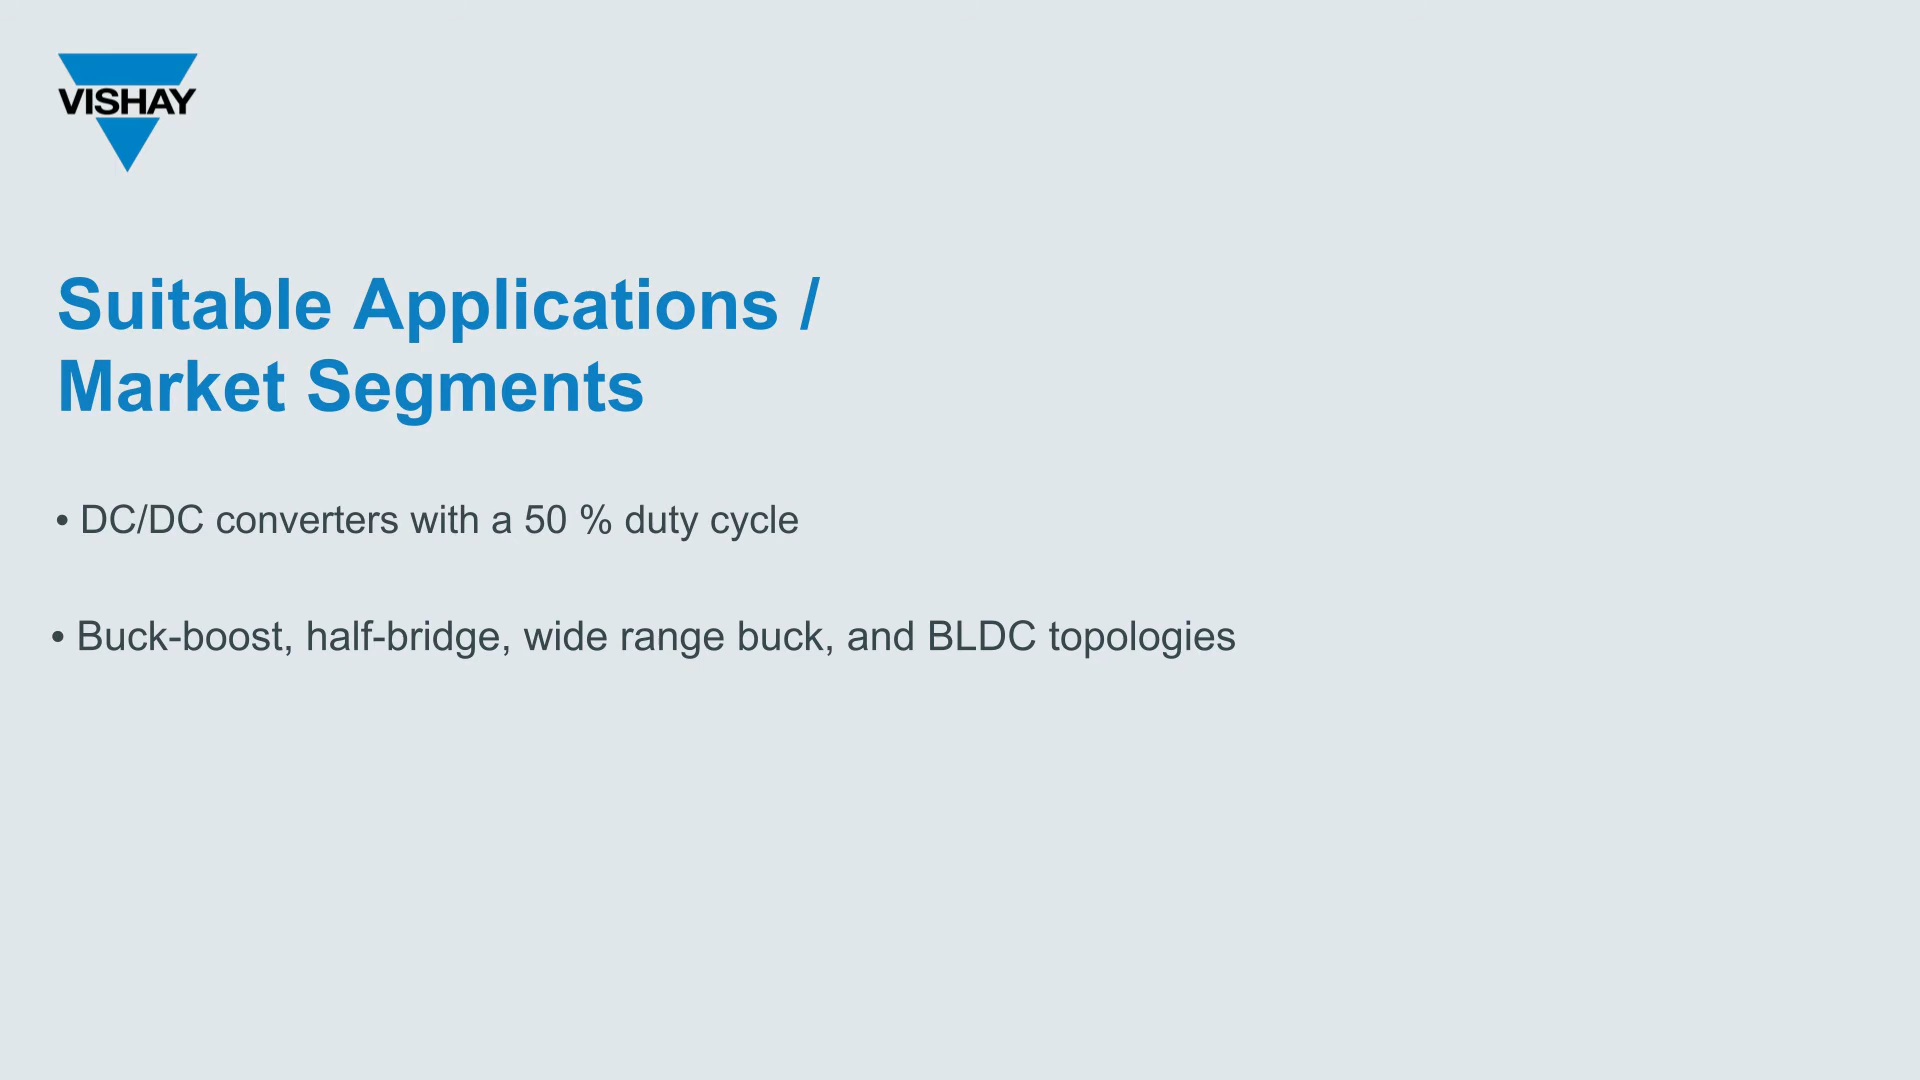 VISHAY
Suitable Applications /
Market Segments
• DC/DC converters with a 50 % duty cycle
• Buck-boost, half-bridge, wide range buck, and BLDC topologies